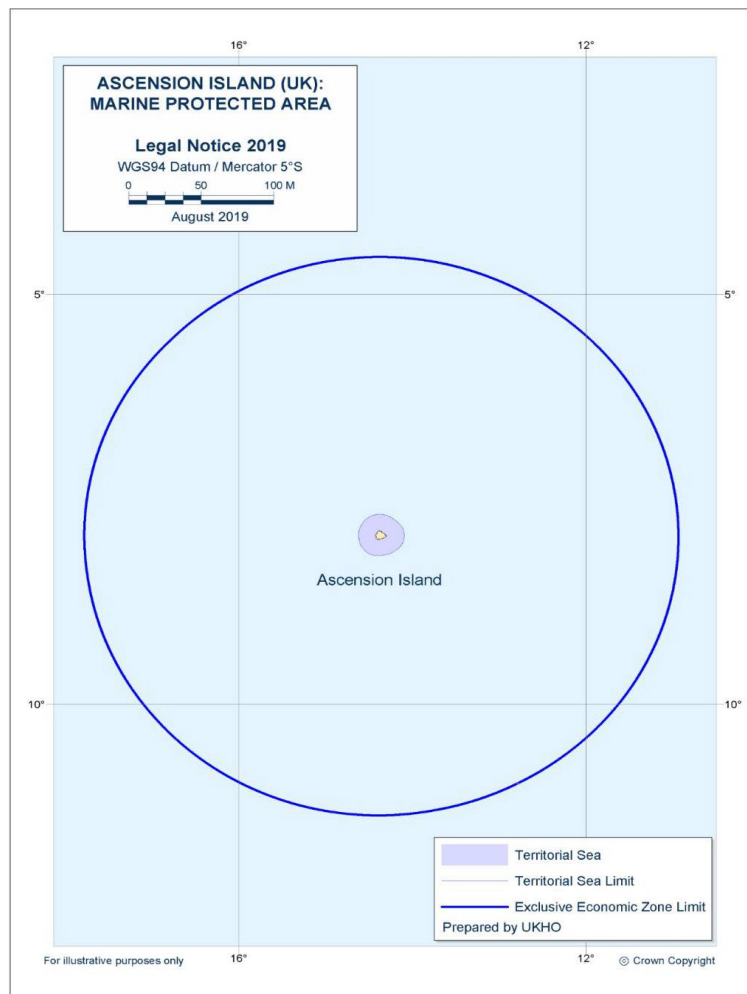 16°
12°
ASCENSION ISLAND (UK):
MARINE PROTECTED AREA
Legal Notice 2019
WGS94 Datum / Mercator 5°S
0 50 100 M
August 2019
5°
5°
Ascension Island
10°
10°
Territorial Sea
Territorial Sea Limit
Exclusive Economic Zone Limit
Prepared by UKHO
For illustrative purposes only
16°
12°
© Crown Copyright